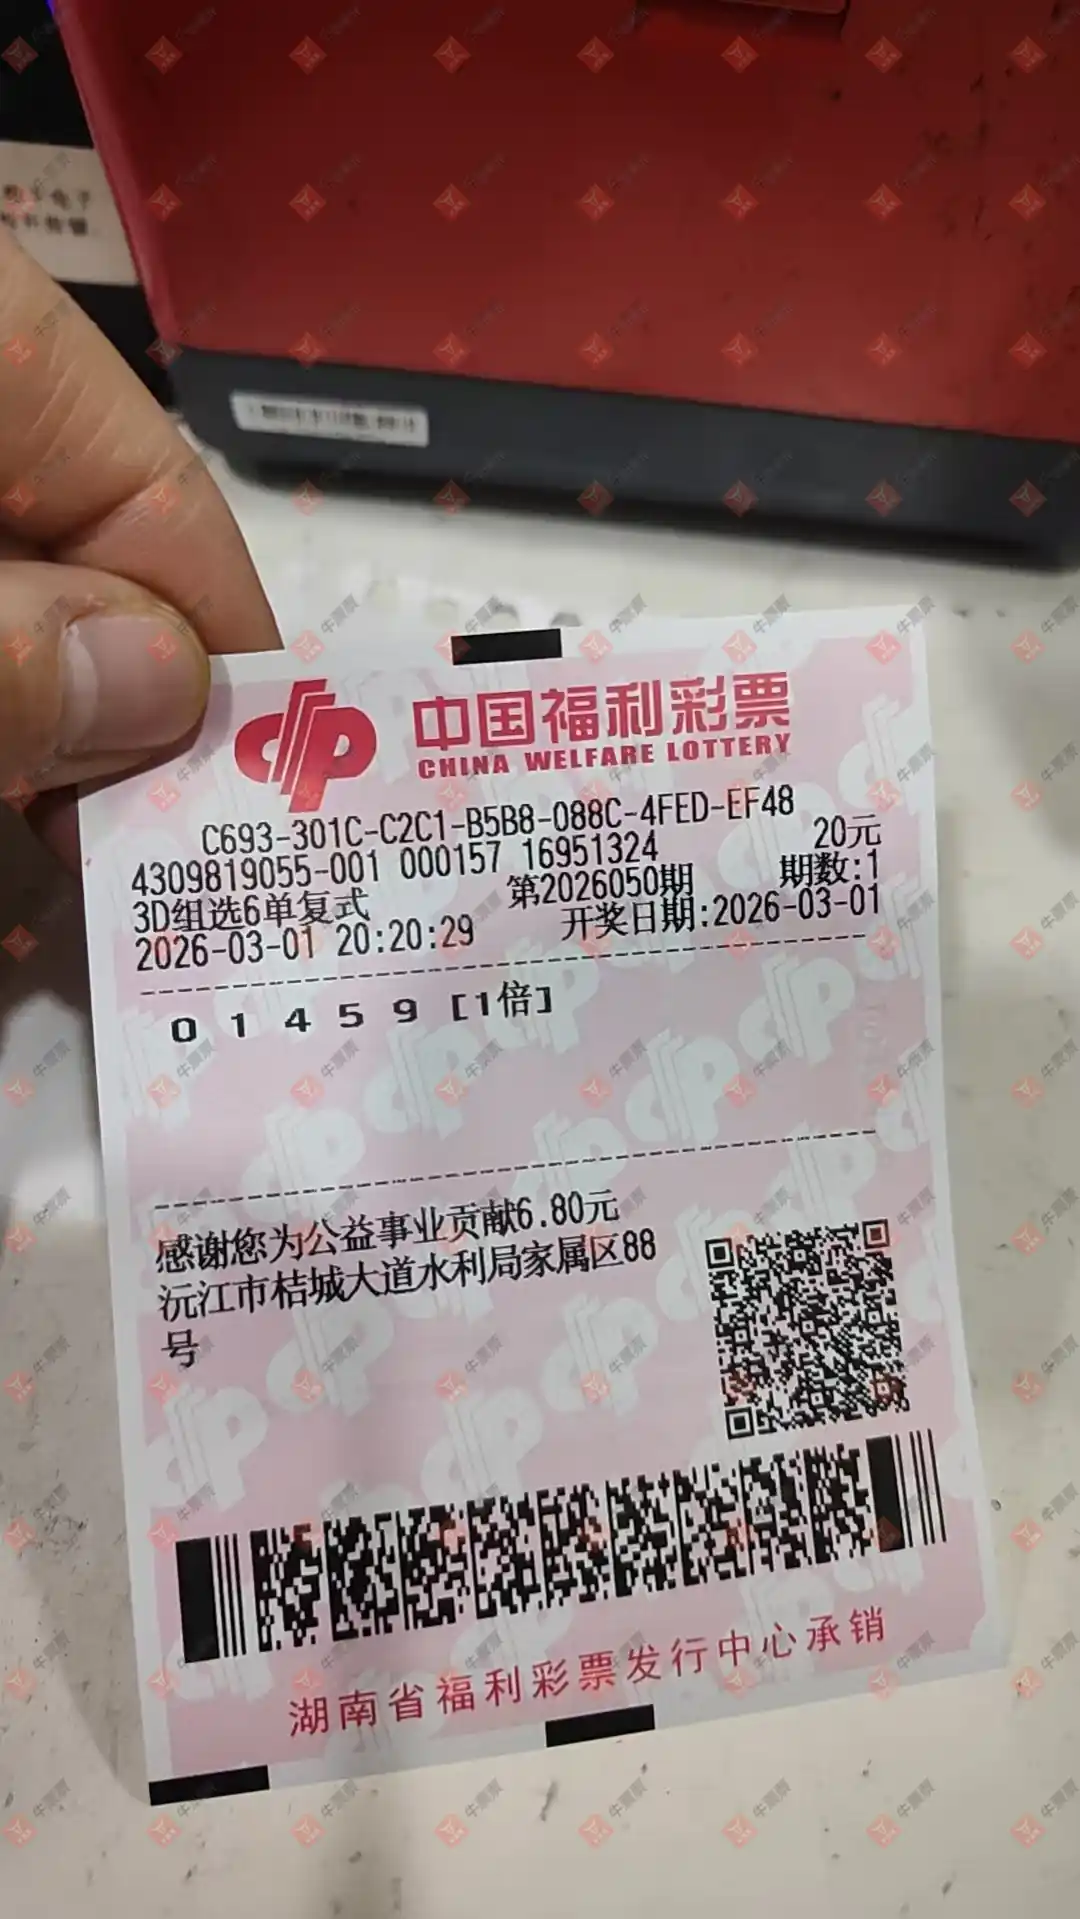 中国福利彩票
CHINA WELFARE LOTTERY
C693-301C-C2C1-B5B8-088C-4FED-EF48
4309819055-001 000157 16951324 20元
3D组选6单复式 第2026050期 期数:1
2026-03-01 20:20:29 开奖日期:2026-03-01
0 1 4 5 9 [1倍]
感谢您为公益事业贡献6.80元
沅江市桔城大道水利局家属区88
号
湖南省福利彩票发行中心承销
牛票票